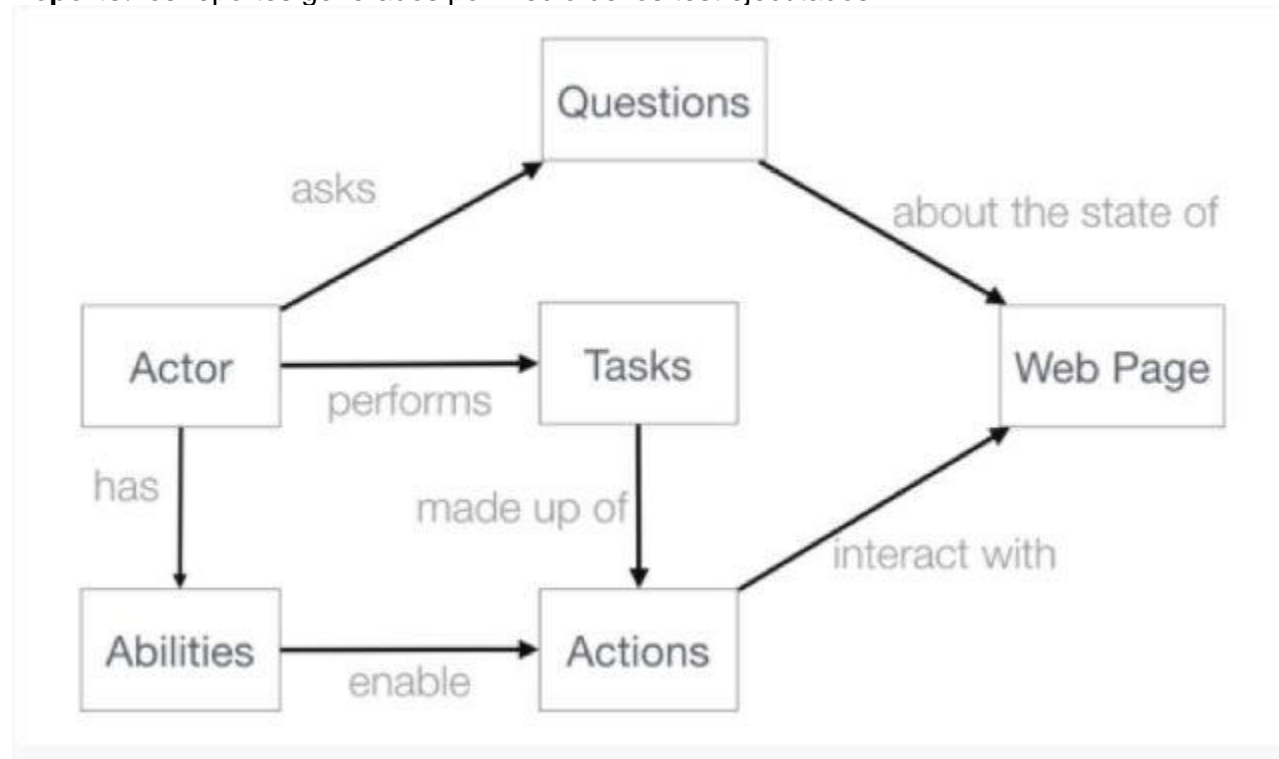 Questions
asks
about the state of
Actor
Tasks
Web Page
performs
has
made up of
interact with
Abilities
Actions
enable